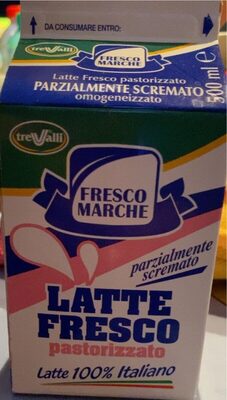 DA CONSUMARE ENTRO:
treValli
FRESCO
MARCHE
Latte Fresco pastorizzato
PARZIALMENTE SCREMATO
omogeneizzato
500 ml e
treValli
FRESCO
MARCHE
parzialmente
scremato
LATTE
FRESCO
pastorizzato
Latte 100% Italiano